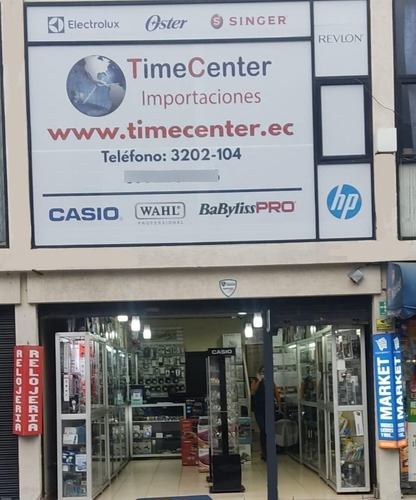 Electrolux
Oster
SINGER
REVLON
TimeCenter
Importaciones
www.timecenter.ec
Teléfono: 3202-104
CASIO
WAHL
PROFESSIONAL
BaBylissPRO
hp
CASIO
RELOJERIA
RELOJERIA
MARKET
MARKET